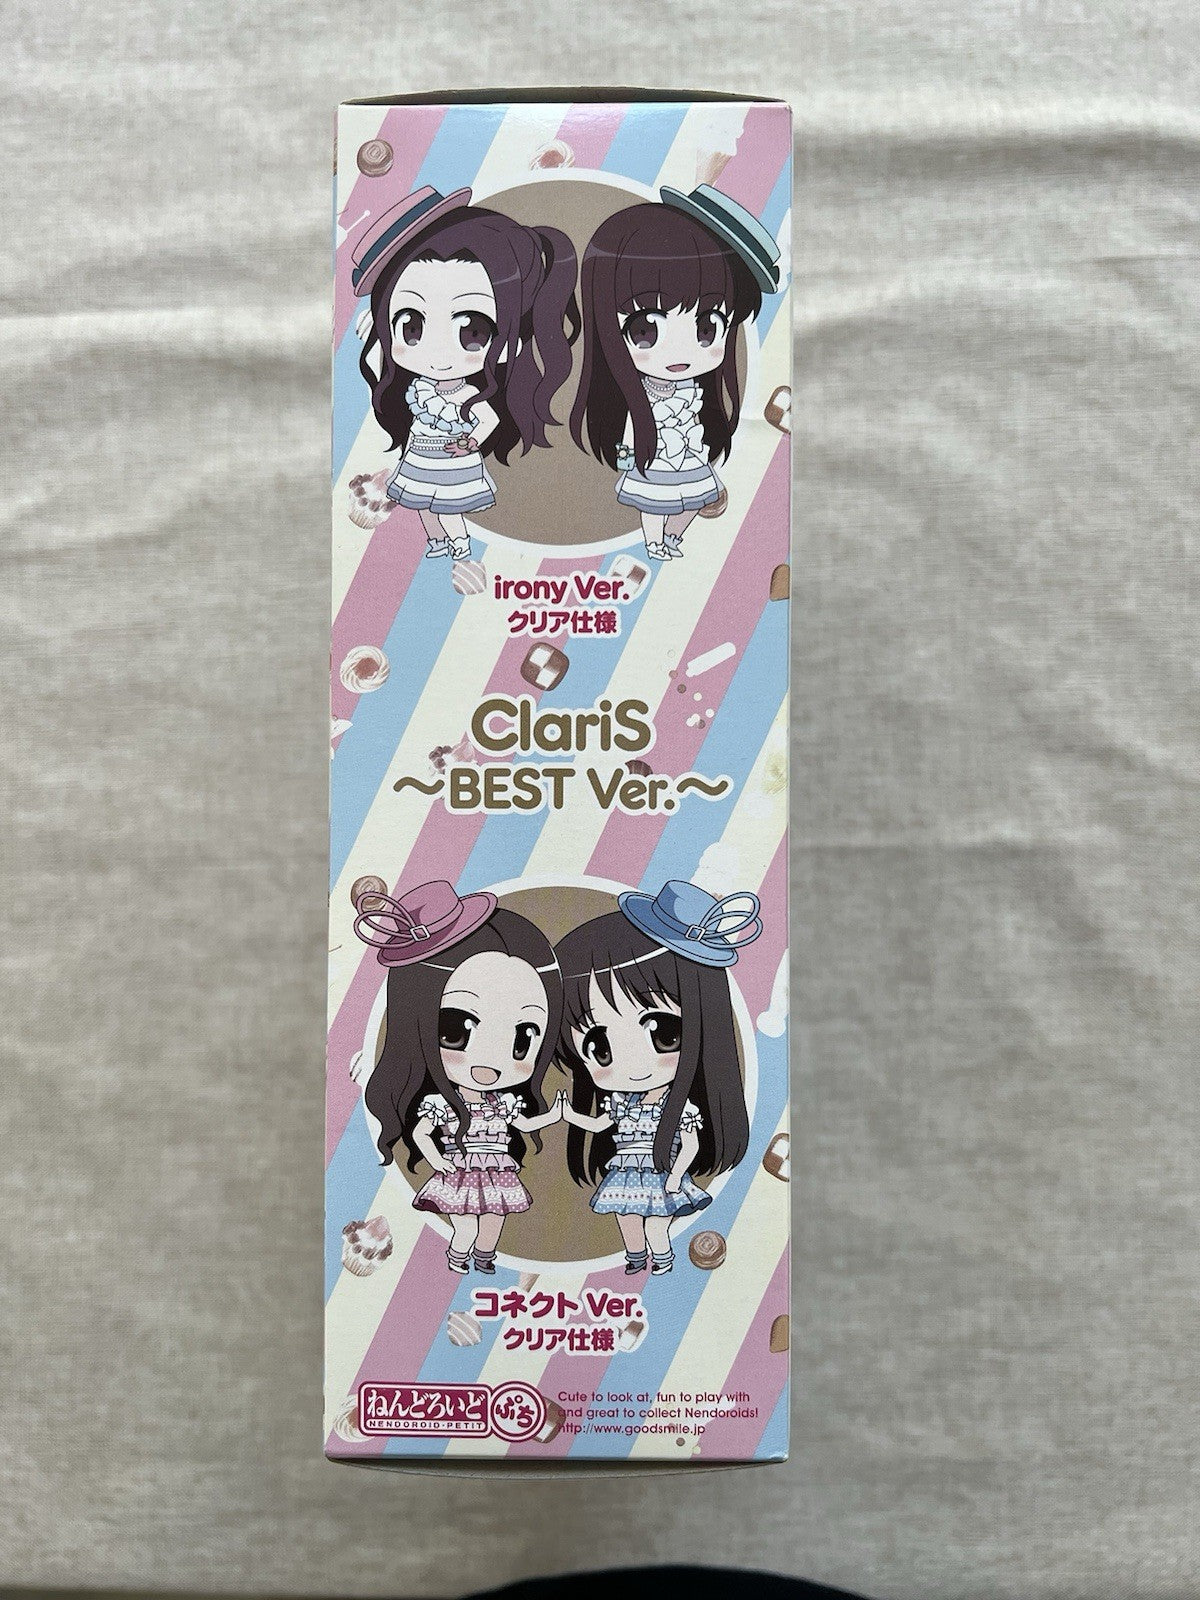 irony Ver.
クリア仕様
ClariS
～BEST Ver.～
コネクト Ver.
クリア仕様
ねんどろいど
NENDOROID·PETIT
ぷち
Cute to look at, fun to play with
and great to collect Nendoroids!
http://www.goodsmile.jp